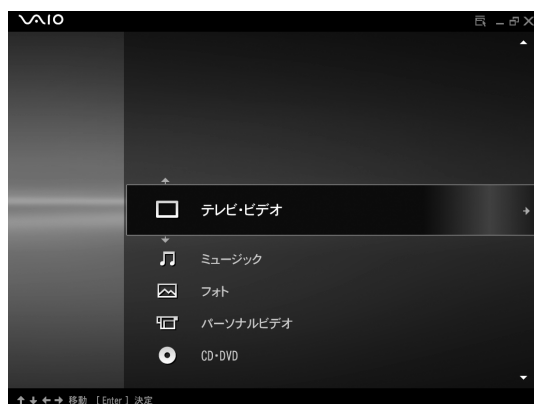 VAIO
テレビ・ビデオ
ミュージック
フォト
パーソナルビデオ
CD・DVD
↑↓←→ 移動 [Enter] 決定